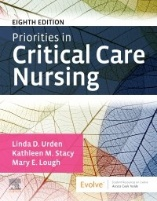 EIGHTH EDITION
Priorities in
Critical Care
Nursing
Linda D. Urden
Kathleen M. Stacy
Mary E. Lough
Evolve
ELSEVIER